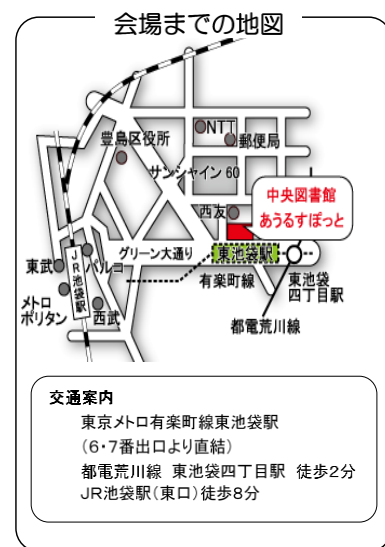 会場までの地図
NTT
豊島区役所
郵便局
サンシャイン60
中央図書館
あうるすぽっと
西友
グリーン大通り
東池袋駅
東武
パルコ
JR池袋駅
有楽町線
東池袋
四丁目駅
メトロ
ポリタン
西武
都電荒川線
交通案内
東京メトロ有楽町線東池袋駅
(6・7番出口より直結)
都電荒川線 東池袋四丁目駅 徒歩2分
JR池袋駅(東口)徒歩8分